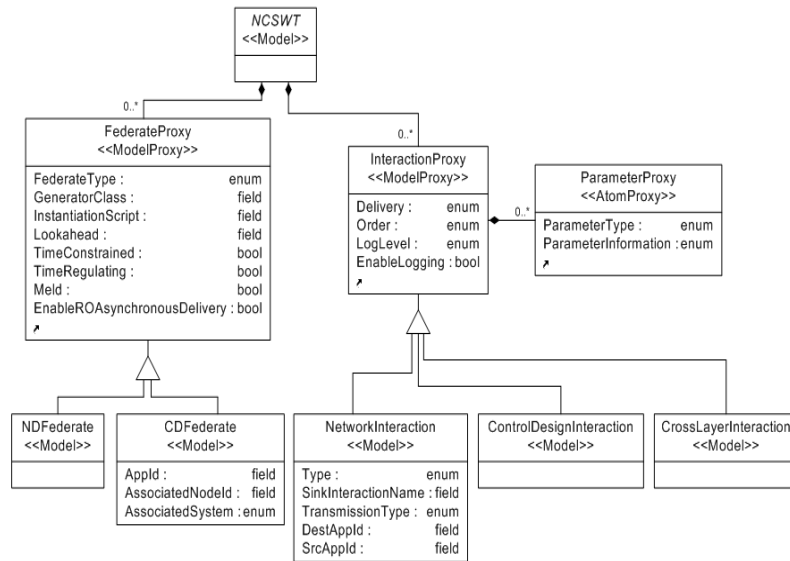 NCSWT
<<Model>>
0..*
0..*
FederateProxy
<<ModelProxy>>
FederateType : enum
GeneratorClass : field
InstantiationScript : field
Lookahead : field
TimeConstrained : bool
TimeRegulating : bool
MeId : bool
EnableROAsynchronousDelivery : bool
InteractionProxy
<<ModelProxy>>
Delivery : enum
Order : enum
LogLevel : enum
EnableLogging : bool
0..*
ParameterProxy
<<AtomProxy>>
ParameterType : enum
ParameterInformation : enum
NDFederate
<<Model>>
CDFederate
<<Model>>
AppId : field
AssociatedNodeId : field
AssociatedSystem : enum
NetworkInteraction
<<Model>>
Type : enum
SinkInteractionName : field
TransmissionType : enum
DestAppId : field
SrcAppId : field
ControlDesignInteraction
<<Model>>
CrossLayerInteraction
<<Model>>